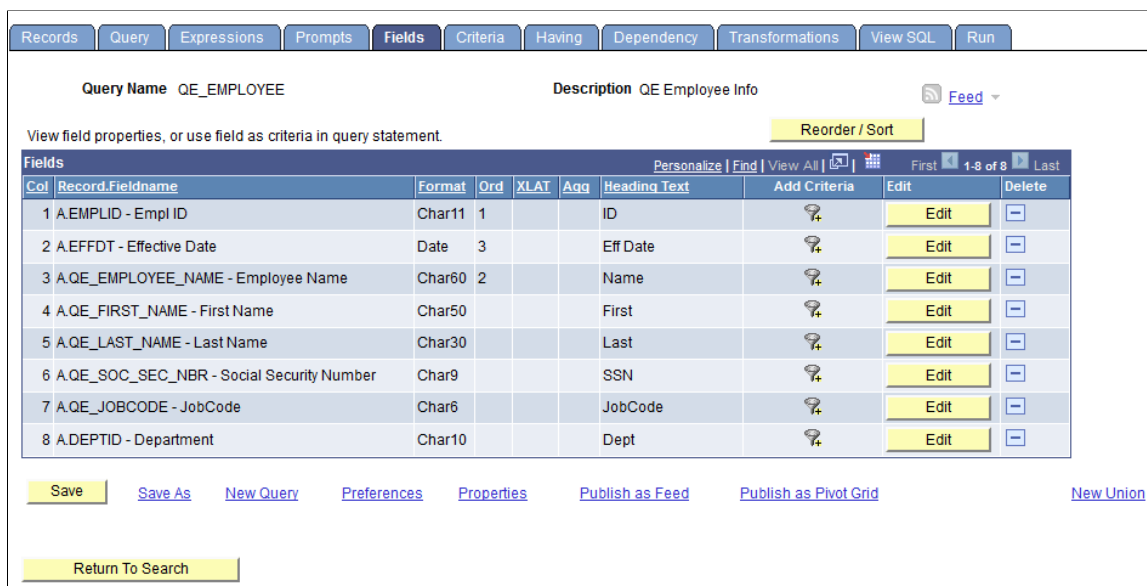 Records Query Expressions Prompts Fields Criteria Having Dependency Transformations View SQL Run
Query Name QE_EMPLOYEE Description QE Employee Info Feed
View field properties, or use field as criteria in query statement. Reorder / Sort
Fields Personalize | Find | View All | | First 1-8 of 8 Last
Col Record.Fieldname Format Ord XLAT Agg Heading Text Add Criteria Edit Delete
1 A.EMPLID - Empl ID Char11 1 ID Edit
2 A.EFFDT - Effective Date Date 3 Eff Date Edit
3 A.QE_EMPLOYEE_NAME - Employee Name Char60 2 Name Edit
4 A.QE_FIRST_NAME - First Name Char50 First Edit
5 A.QE_LAST_NAME - Last Name Char30 Last Edit
6 A.QE_SOC_SEC_NBR - Social Security Number Char9 SSN Edit
7 A.QE_JOBCODE - JobCode Char6 JobCode Edit
8 A.DEPTID - Department Char10 Dept Edit
Save Save As New Query Preferences Properties Publish as Feed Publish as Pivot Grid New Union
Return To Search